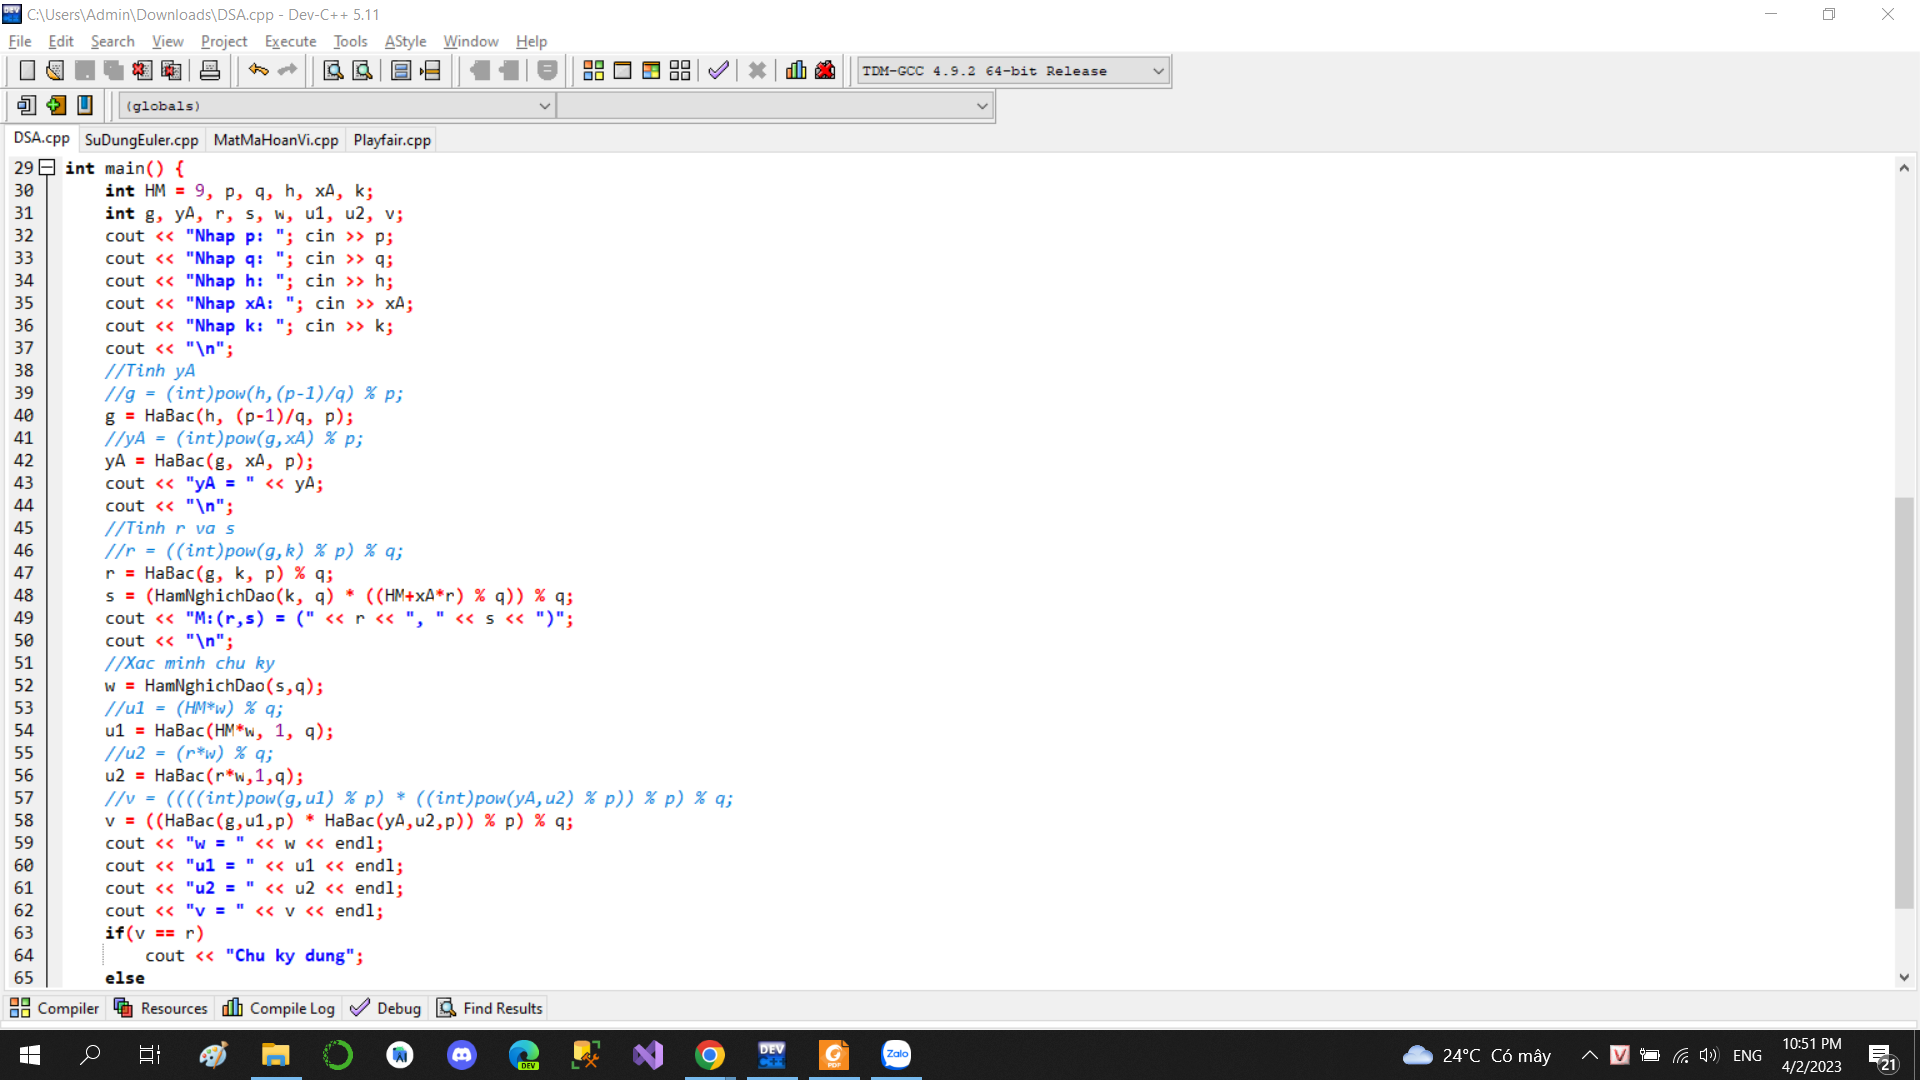 C:\Users\Admin\Downloads\DSA.cpp - Dev-C++ 5.11
File Edit Search View Project Execute Tools AStyle Window Help
TDM-GCC 4.9.2 64-bit Release
(globals)
DSA.cpp SuDungEuler.cpp MatMaHoanVi.cpp Playfair.cpp
29 int main() {
30 int HM = 9, p, q, h, xA, k;
31 int g, yA, r, s, w, u1, u2, v;
32 cout << "Nhap p: "; cin >> p;
33 cout << "Nhap q: "; cin >> q;
34 cout << "Nhap h: "; cin >> h;
35 cout << "Nhap xA: "; cin >> xA;
36 cout << "Nhap k: "; cin >> k;
37 cout << "\n";
38 //Tinh yA
39 //g = (int)pow(h,(p-1)/q) % p;
40 g = HaBac(h, (p-1)/q, p);
41 //yA = (int)pow(g,xA) % p;
42 yA = HaBac(g, xA, p);
43 cout << "yA = " << yA;
44 cout << "\n";
45 //Tinh r va s
46 //r = ((int)pow(g,k) % p) % q;
47 r = HaBac(g, k, p) % q;
48 s = (HamNghichDao(k, q) * ((HM+xA*r) % q)) % q;
49 cout << "M:(r,s) = (" << r << ", " << s << ")";
50 cout << "\n";
51 //Xac minh chu ky
52 w = HamNghichDao(s,q);
53 //u1 = (HM*w) % q;
54 u1 = HaBac(HM*w, 1, q);
55 //u2 = (r*w) % q;
56 u2 = HaBac(r*w,1,q);
57 //v = ((((int)pow(g,u1) % p) * ((int)pow(yA,u2) % p)) % p) % q;
58 v = ((HaBac(g,u1,p) * HaBac(yA,u2,p)) % p) % q;
59 cout << "w = " << w << endl;
60 cout << "u1 = " << u1 << endl;
61 cout << "u2 = " << u2 << endl;
62 cout << "v = " << v << endl;
63 if(v == r)
64 cout << "Chu ky dung";
65 else
Compiler Resources Compile Log Debug Find Results
DEV
DEV C++
PDF
Zalo
24°C Có mây
V
ENG
10:51 PM
4/2/2023
21